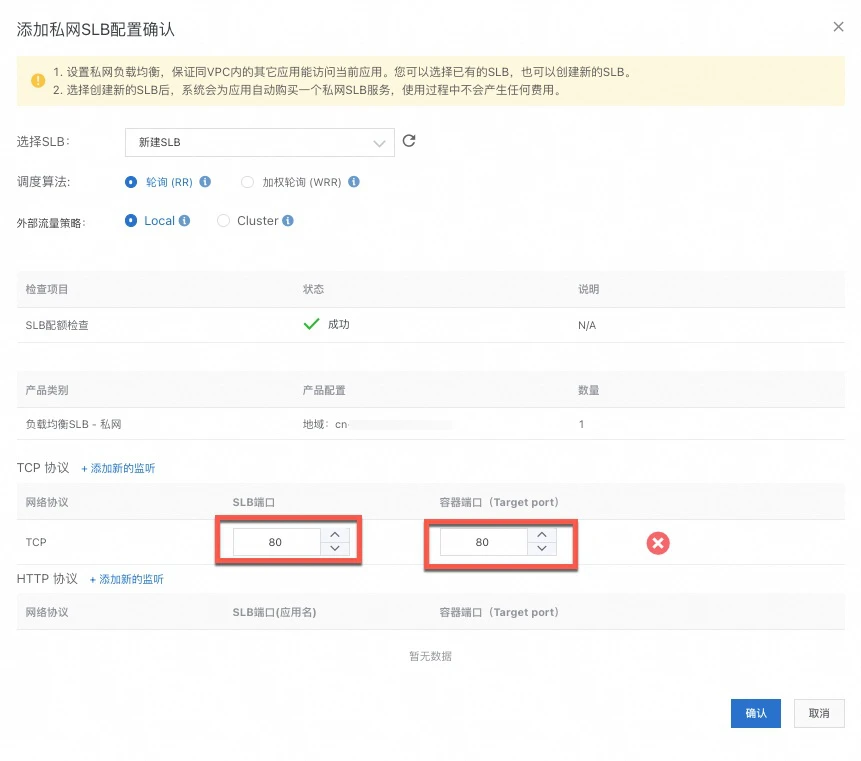 添加私网SLB配置确认
1. 设置私网负载均衡，保证同VPC内的其它应用能访问当前应用。您可以选择已有的SLB，也可以创建新的SLB。
2. 选择创建新的SLB后，系统会为应用自动购买一个私网SLB服务，使用过程中不会产生任何费用。
选择SLB： 新建SLB
调度算法: 轮询 (RR) 加权轮询 (WRR)
外部流量策略: Local Cluster
检查项目 状态 说明
SLB配额检查 成功 N/A
产品类别 产品配置 数量
负载均衡SLB - 私网 地域：cn- 1
TCP 协议 + 添加新的监听
网络协议 SLB端口 容器端口（Target port）
TCP 80 80
HTTP 协议 + 添加新的监听
网络协议 SLB端口(应用名) 容器端口（Target port）
暂无数据
确认 取消